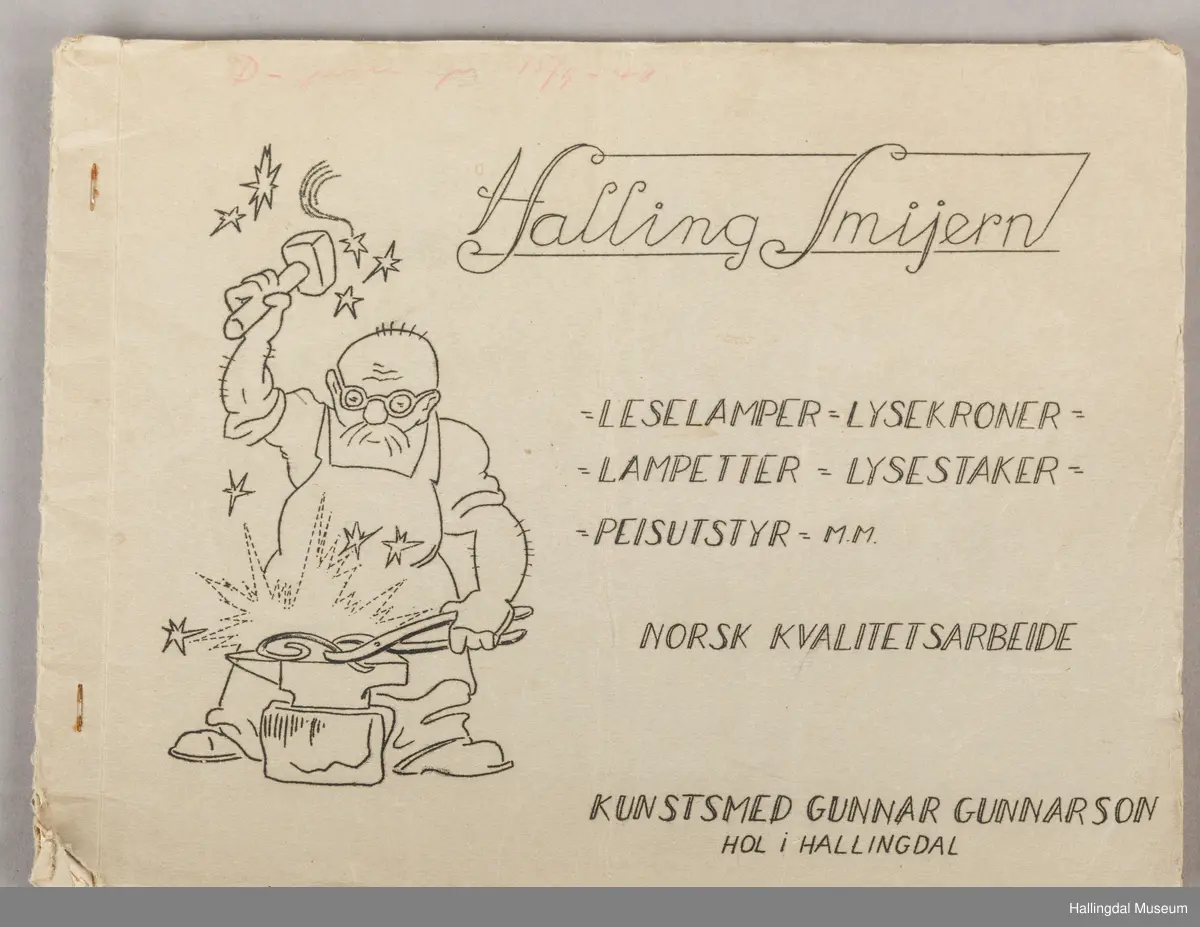 D-
Halling Smijern
=LESELAMPER=LYSEKRONER=
=LAMPETTER = LYSESTAKER=
=PEISUTSTYR= M.M.
NORSK KVALITETSARBEIDE
KUNSTSMED GUNNAR GUNNARSON
HOL i HALLINGDAL
Hallingdal Museum